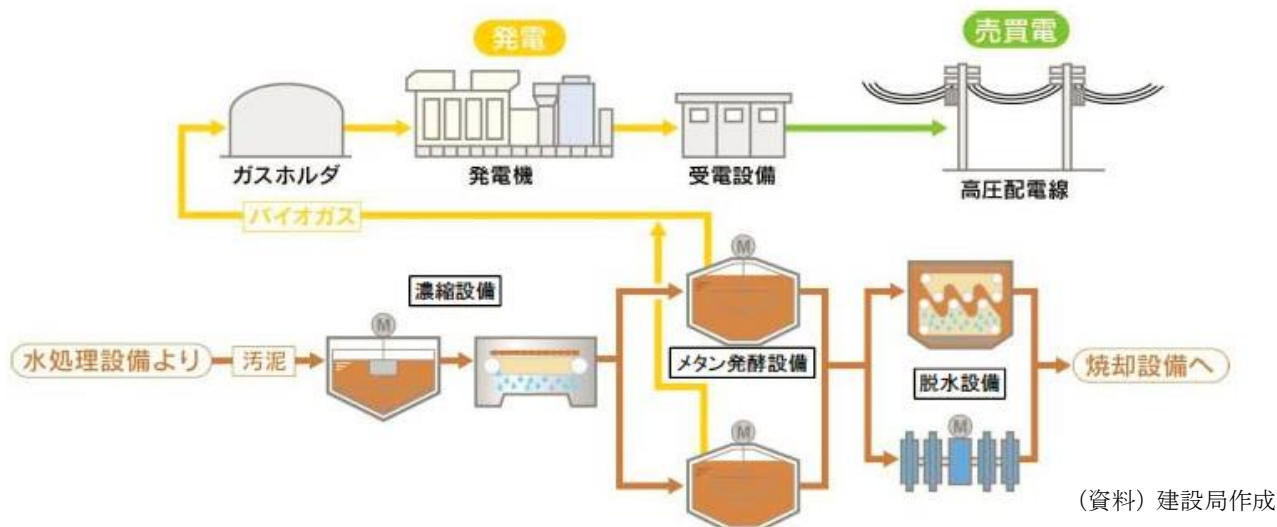 発電
売買電
ガスホルダ
発電機
受電設備
高圧配電線
バイオガス
M
濃縮設備
M
水処理設備より
汚泥
メタン発酵設備
脱水設備
焼却設備へ
M
M
(資料)建設局作成